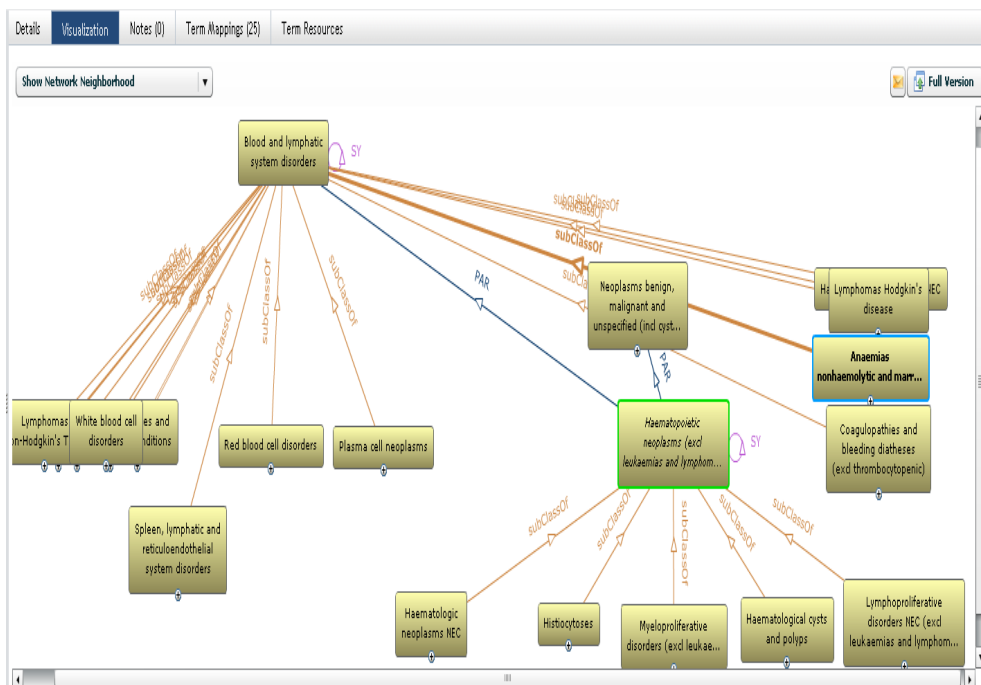 Details
Visualization
Notes (0)
Term Mappings (25)
Term Resources
Show Network Neighborhood
Full Version
Blood and lymphatic
system disorders
SY
subClassOf
subClassOf
subClassOf
PAR
Neoplasms benign,
malignant and
unspecified (incl cyst...
Lymphomas Hodgkin's
disease
NEC
Anaemias
nonhaemolytic and marr...
subClassOf
subClassOf
subClassOf
PAR
Lymphomas
on-Hodgkin's T
White blood cell
disorders
es and
nditions
Red blood cell disorders
Plasma cell neoplasms
Haematopoietic
neoplasms (excl
leukaemias and lymphom...
SY
Coagulopathies and
bleeding diatheses
(excl thrombocytopenic)
Spleen, lymphatic and
reticuloendothelial
system disorders
subClassOf
subClassOf
subClassOf
subClassOf
subClassOf
Haematologic
neoplasms NEC
Histiocytoses
Myeloproliferative
disorders (excl leukae...
Haematological cysts
and polyps
Lymphoproliferative
disorders NEC (excl
leukaemias and lymphom...